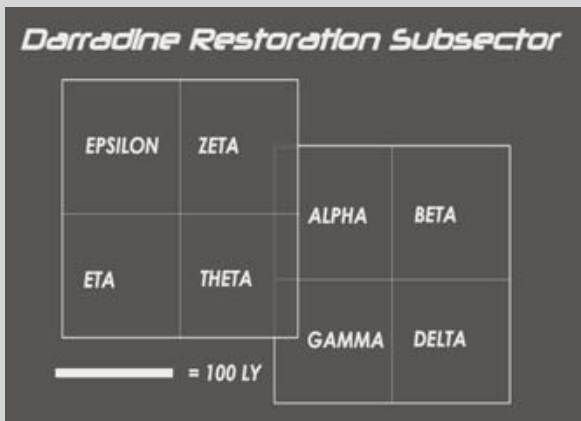 Darradine Restoration Subsector
EPSILON ZETA
ALPHA BETA
ETA THETA
GAMMA DELTA
= 100 LY